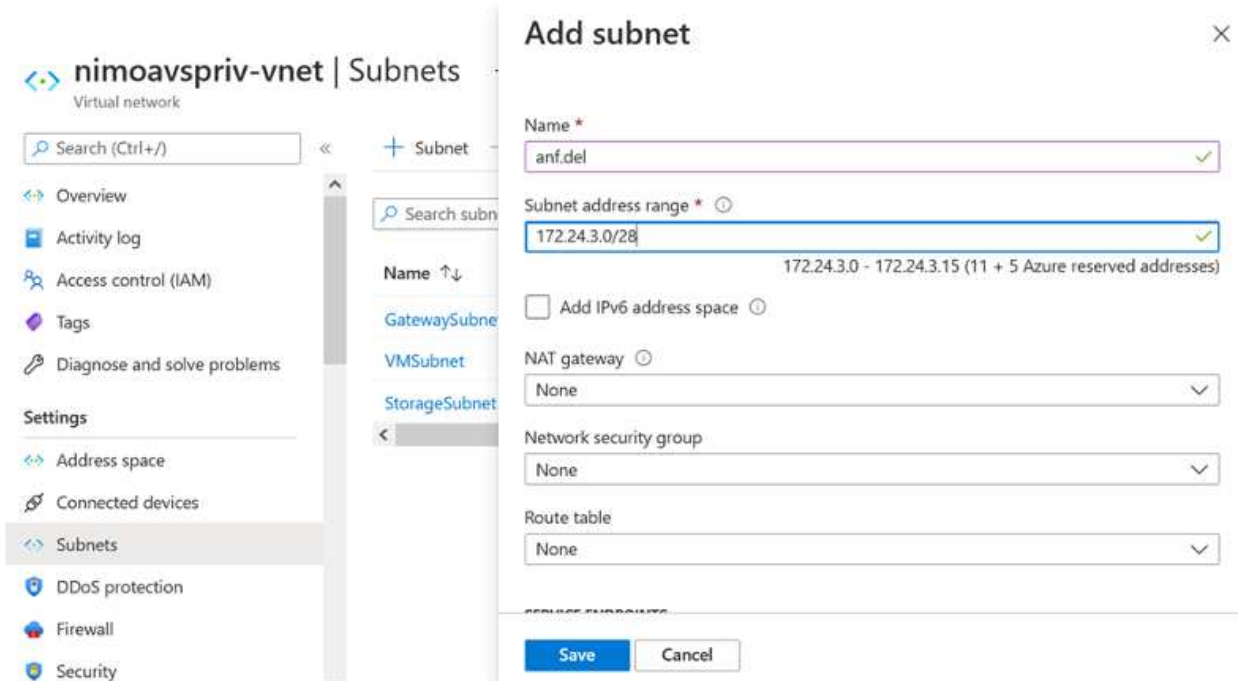 nimoavspriv-vnet | Subnets
Virtual network
Search (Ctrl+/)
«
Overview
Activity log
Access control (IAM)
Tags
Diagnose and solve problems
Settings
Address space
Connected devices
Subnets
DDoS protection
Firewall
Security
+ Subnet
Search subn
Name ↑↓
GatewaySubne
VMSubnet
StorageSubnet
Add subnet
Name *
anf.del
Subnet address range *
172.24.3.0/28
172.24.3.0 - 172.24.3.15 (11 + 5 Azure reserved addresses)
Add IPv6 address space
NAT gateway
None
Network security group
None
Route table
None
SERVICE ENDPOINTS
Save
Cancel